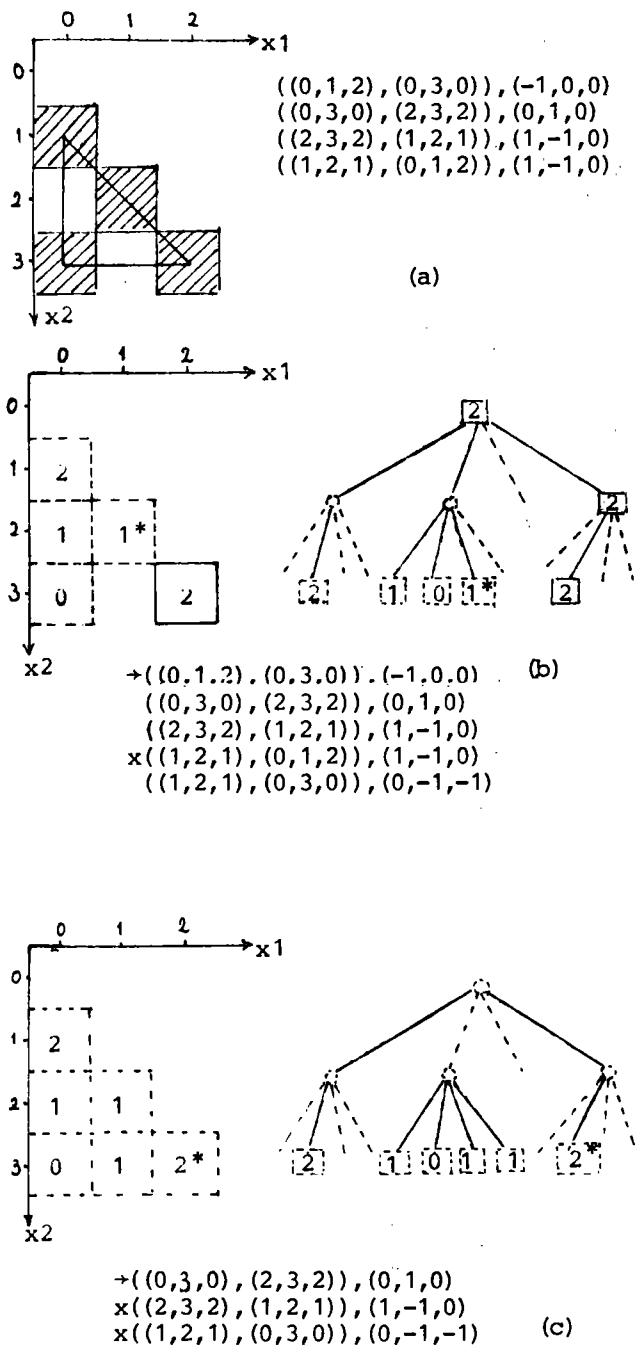 0 1 2
x1
0
1
2
3
x2
((0,1,2),(0,3,0)),(-1,0,0)
((0,3,0),(2,3,2)),(0,1,0)
((2,3,2),(1,2,1)),(1,-1,0)
((1,2,1),(0,1,2)),(1,-1,0)
(a)
0 1 2
x1
0
1 2
2 1 1*
3 0 2
x2
2
2
2 1 0 1* 2
(b)
→((0,1,2),(0,3,0)),(-1,0,0)
((0,3,0),(2,3,2)),(0,1,0)
((2,3,2),(1,2,1)),(1,-1,0)
x((1,2,1),(0,1,2)),(1,-1,0)
((1,2,1),(0,3,0)),(0,-1,-1)
0 1 2
x1
0
1 2
2 1 1
3 0 1 2*
x2
2 1 0 1 1 2*
→((0,3,0),(2,3,2)),(0,1,0)
x((2,3,2),(1,2,1)),(1,-1,0)
x((1,2,1),(0,3,0)),(0,-1,-1)
(c)